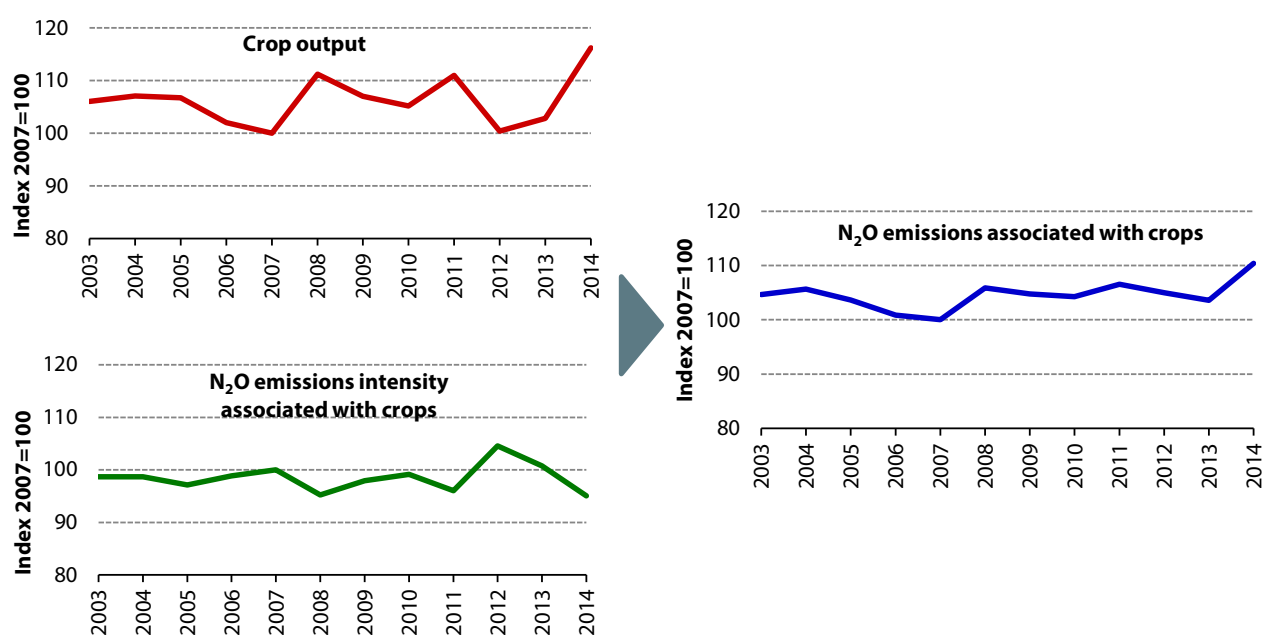 Crop output
Index 2007=100
120
110
100
90
80
2003 2004 2005 2006 2007 2008 2009 2010 2011 2012 2013 2014
N₂O emissions intensity
associated with crops
Index 2007=100
120
110
100
90
80
2003 2004 2005 2006 2007 2008 2009 2010 2011 2012 2013 2014
N₂O emissions associated with crops
Index 2007=100
120
110
100
90
80
2003 2004 2005 2006 2007 2008 2009 2010 2011 2012 2013 2014